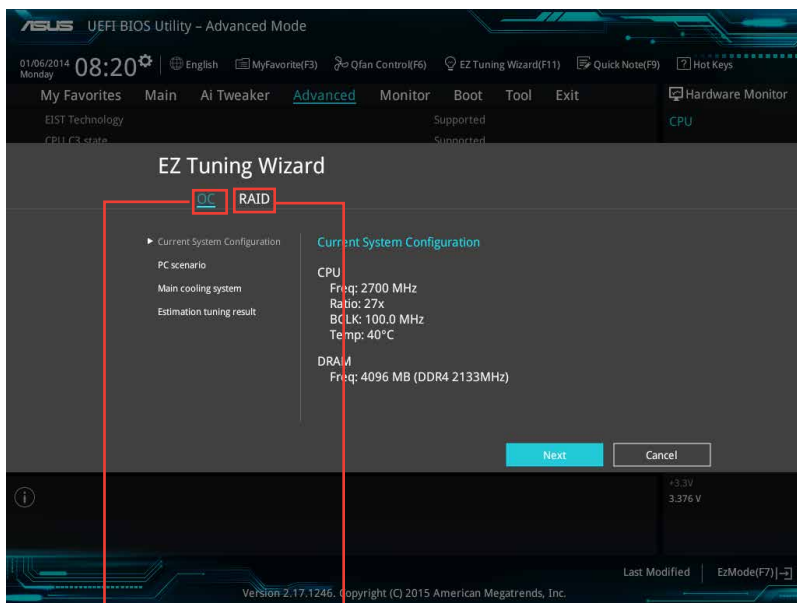 ASUS UEFI BIOS Utility – Advanced Mode
01/06/2014 Monday 08:20 English MyFavorite(F3) Qfan Control(F6) EZ Tuning Wizard(F11) Quick Note(F9) ? Hot Keys
My Favorites Main Ai Tweaker Advanced Monitor Boot Tool Exit Hardware Monitor
EIST Technology Supported CPU
CPU C3 state Supported
EZ Tuning Wizard
OC RAID
Current System Configuration
PC scenario
Main cooling system
Estimation tuning result
Current System Configuration
CPU
Freq: 2700 MHz
Ratio: 27x
BCLK: 100.0 MHz
Temp: 40°C
DRAM
Freq: 4096 MB (DDR4 2133MHz)
Next Cancel
+3.3V
3.376 V
Last Modified EzMode(F7)
Version 2.17.1246. Copyright (C) 2015 American Megatrends, Inc.